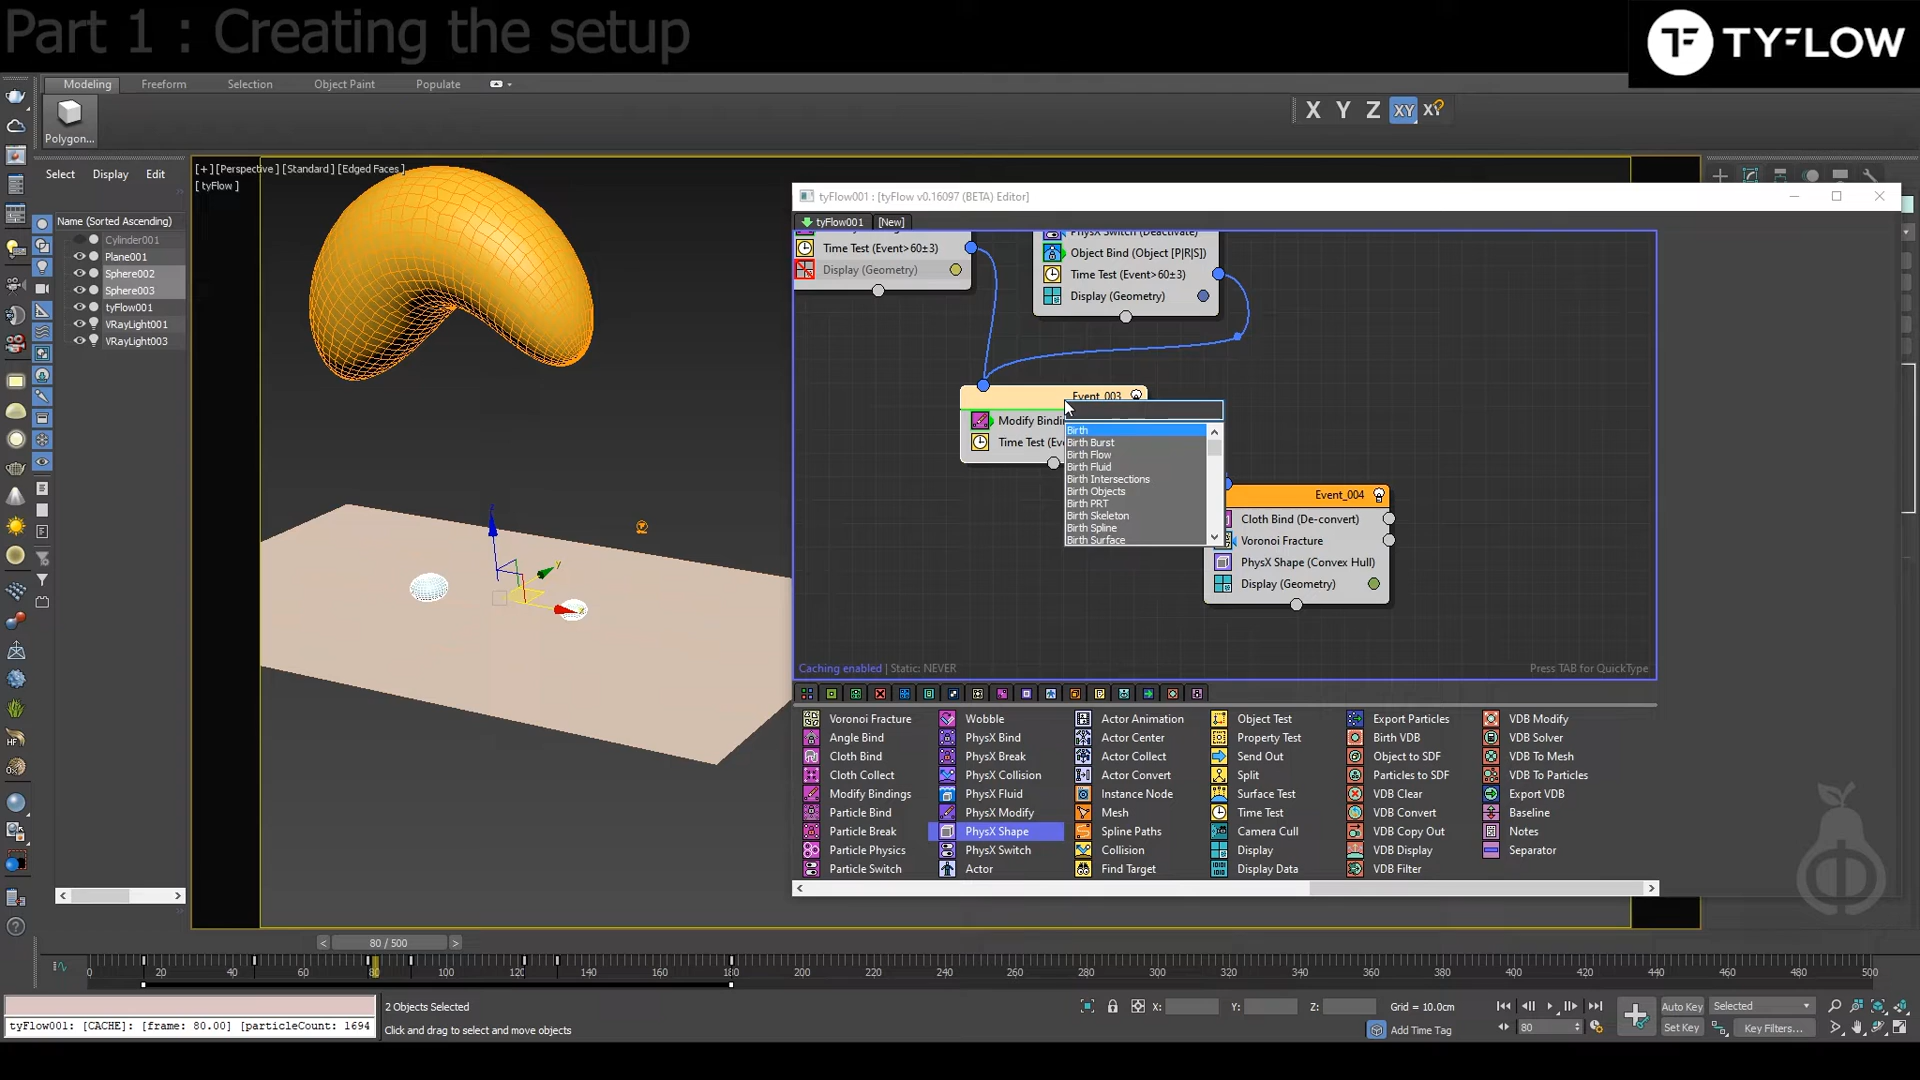 Part 1 : Creating the setup
TYFLOW
Modeling
Freeform
Selection
Object Paint
Populate
Polygon...
X Y Z XY
Select
Display
Edit
Name (Sorted Ascending)
Cylinder001
Plane001
Sphere002
Sphere003
tyFlow001
VRayLight001
VRayLight003
[+] [Perspective] [Standard] [Edged Faces]
[ tyFlow ]
tyFlow001 : [tyFlow v0.16097 (BETA) Editor]
tyFlow001
[New]
Time Test (Event>60±3)
Display (Geometry)
PhysX Switch (Deactivate)
Object Bind (Object [P|R|S])
Time Test (Event>60±3)
Display (Geometry)
Event_003
Modify Bindin
Time Test (Eve
Birth
Birth Burst
Birth Flow
Birth Fluid
Birth Intersections
Birth Objects
Birth PRT
Birth Skeleton
Birth Spline
Birth Surface
Event_004
Cloth Bind (De-convert)
Voronoi Fracture
PhysX Shape (Convex Hull)
Display (Geometry)
Caching enabled | Static: NEVER
Press TAB for QuickType
Voronoi Fracture
Angle Bind
Cloth Bind
Cloth Collect
Modify Bindings
Particle Bind
Particle Break
Particle Physics
Particle Switch
Wobble
PhysX Bind
PhysX Break
PhysX Collision
PhysX Fluid
PhysX Modify
PhysX Shape
PhysX Switch
Actor
Actor Animation
Actor Center
Actor Collect
Actor Convert
Instance Node
Mesh
Spline Paths
Collision
Find Target
Object Test
Property Test
Send Out
Split
Surface Test
Time Test
Camera Cull
Display
Display Data
Export Particles
Birth VDB
Object to SDF
Particles to SDF
VDB Clear
VDB Convert
VDB Copy Out
VDB Display
VDB Filter
VDB Modify
VDB Solver
VDB To Mesh
VDB To Particles
Export VDB
Baseline
Notes
Separator
80 / 500
0 20 40 60 80 100 120 140 160 180 200 220 240 260 280 300 320 340 360 380 400 420 440 460 480 500
2 Objects Selected
X:
Y:
Z:
Grid = 10.0cm
Auto Key
Selected
tyFlow001: [CACHE]: [frame: 80.00] [particleCount: 1694
Click and drag to select and move objects
Add Time Tag
80
Set Key
Key Filters...